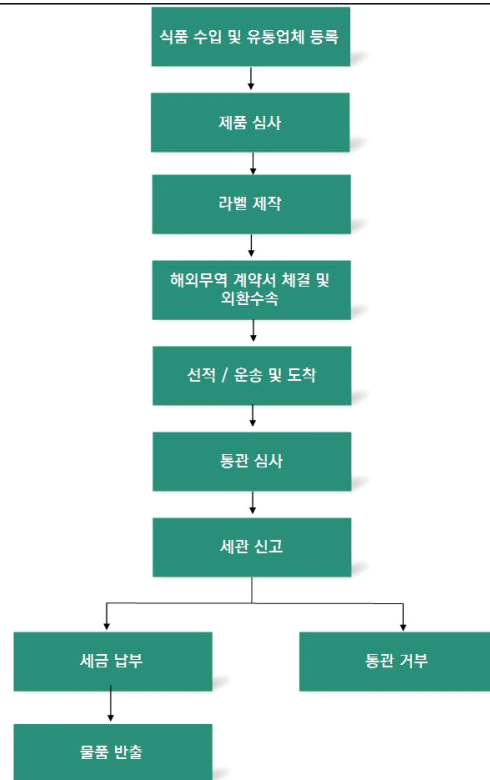 식품 수입 및 유통업체 등록
제품 심사
라벨 제작
해외무역 계약서 체결 및
외환수속
선적 / 운송 및 도착
통관 심사
세관 신고
세금 납부
통관 거부
물품 반출